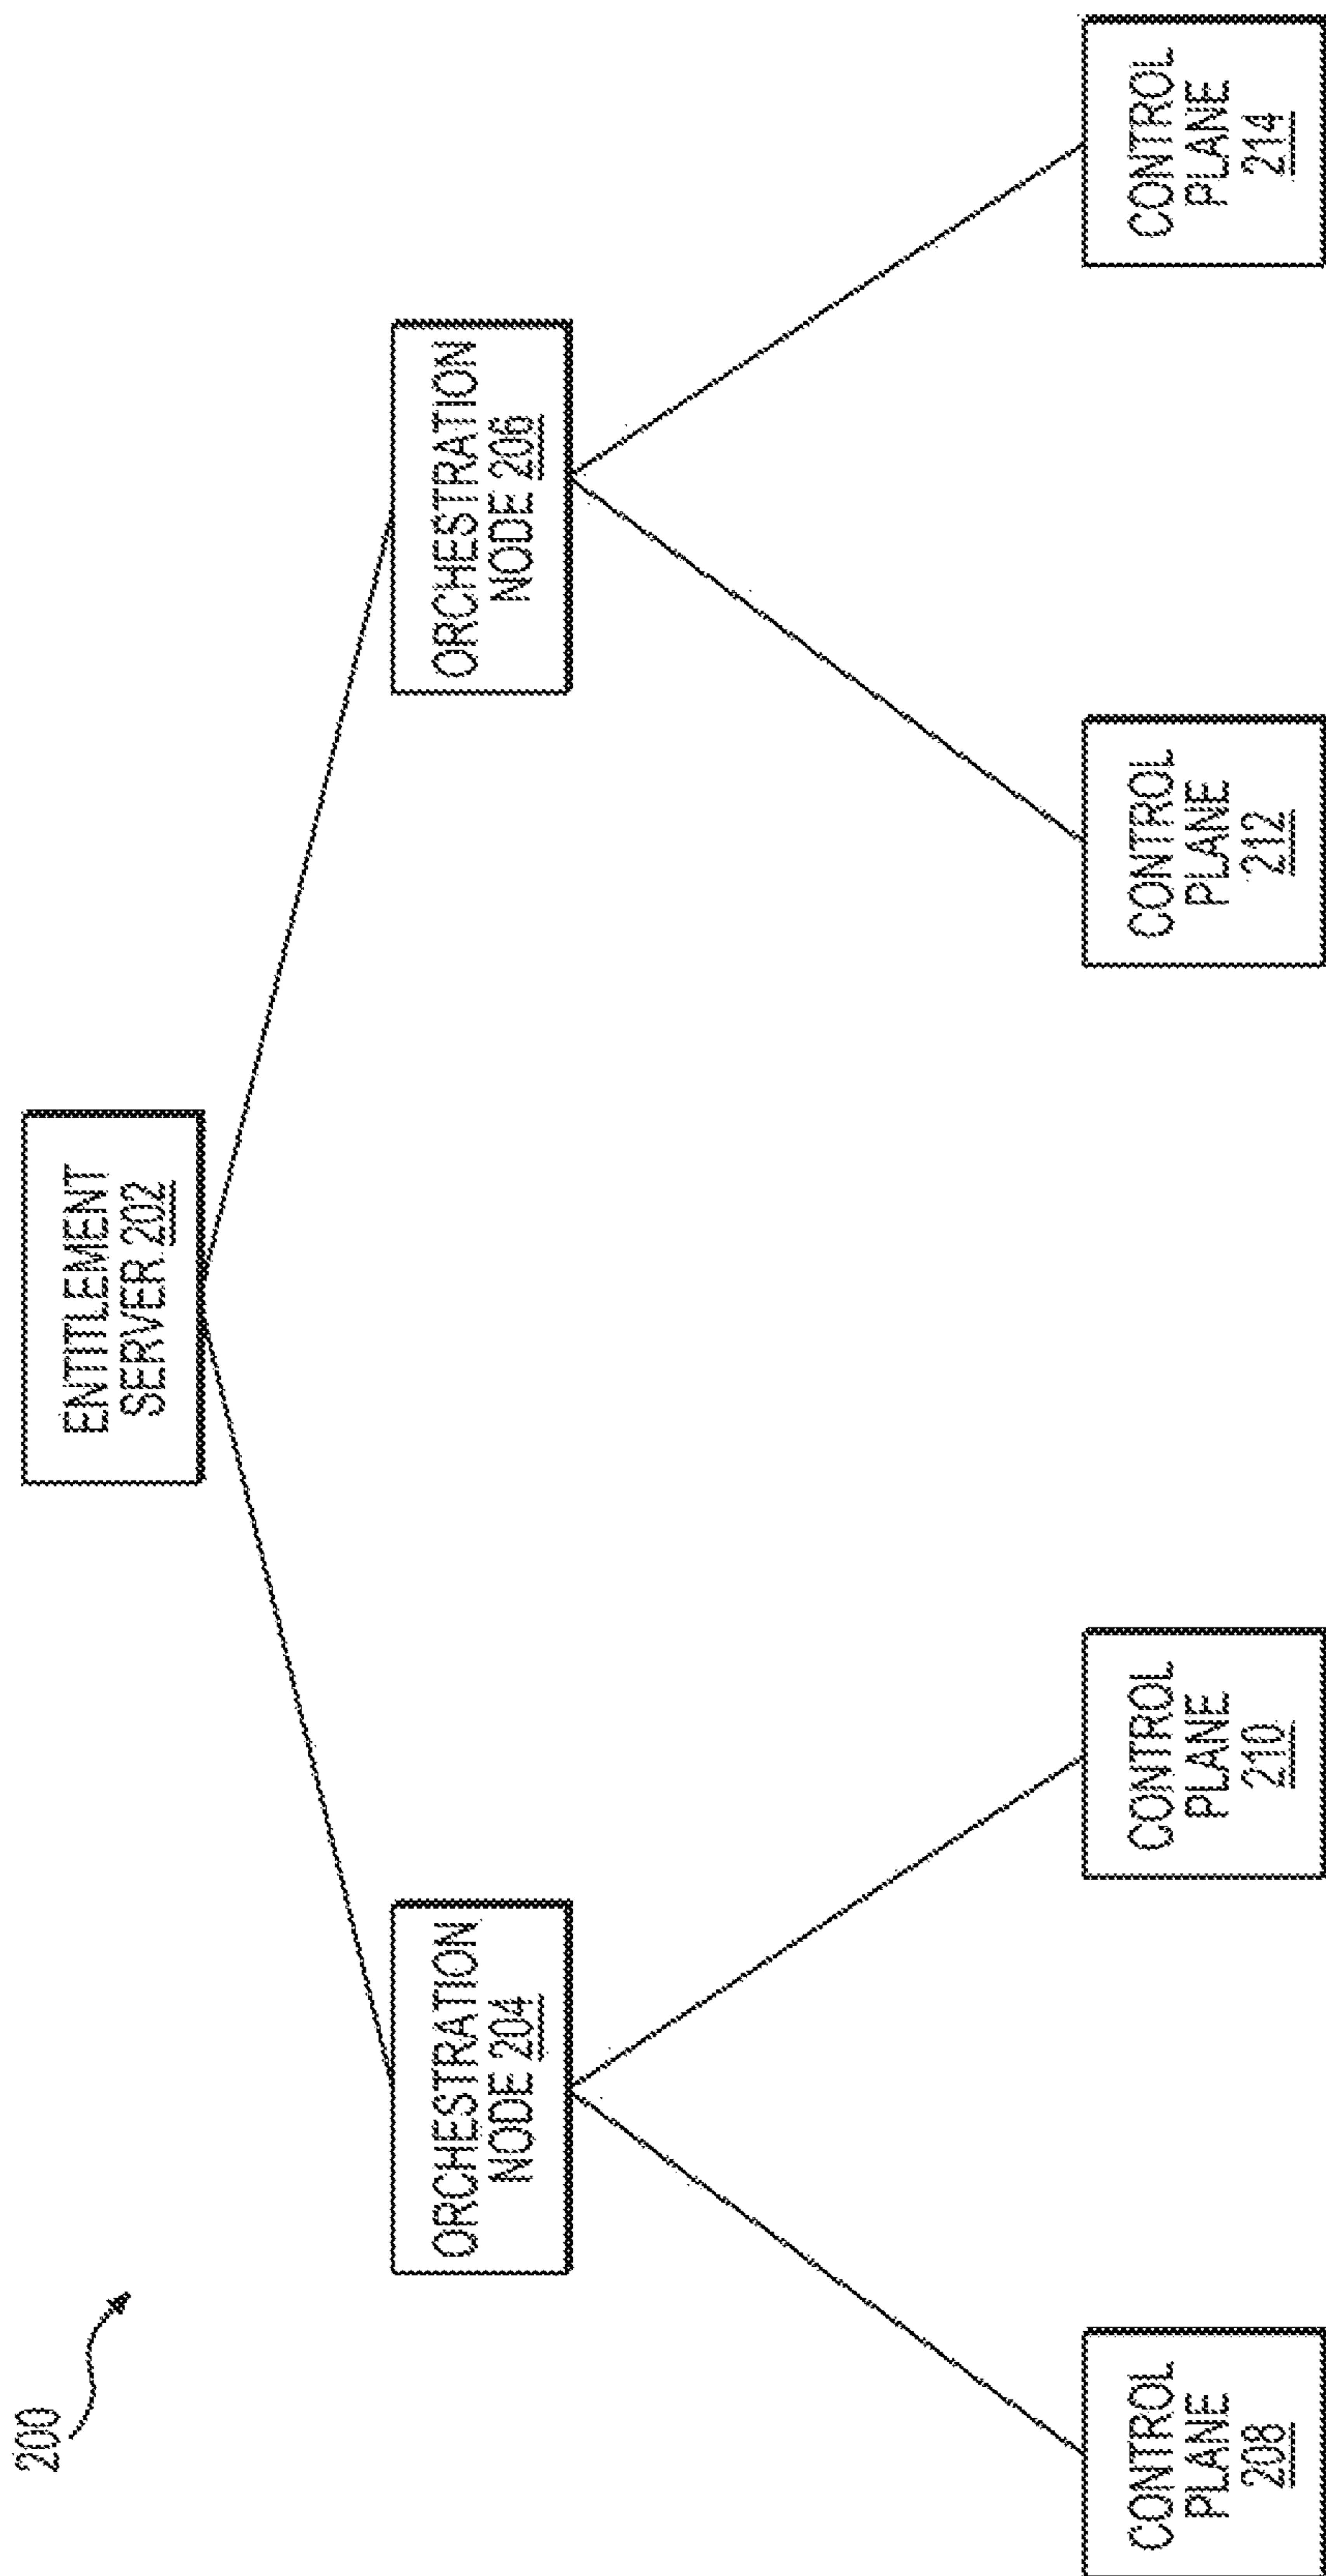 200
ENTITLEMENT
SERVER 202
ORCHESTRATION
NODE 204
ORCHESTRATION
NODE 206
CONTROL
PLANE
208
CONTROL
PLANE
210
CONTROL
PLANE
212
CONTROL
PLANE
214